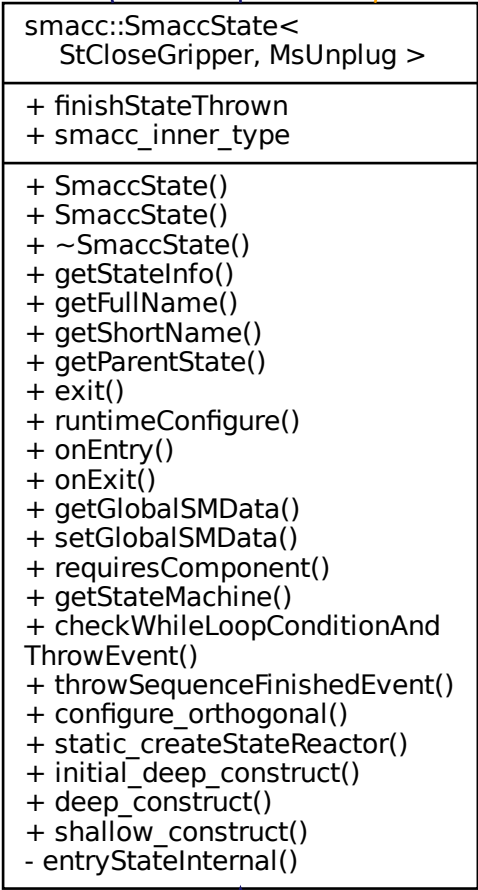 smacc::SmaccState<
StCloseGripper, MsUnplug >
+ finishStateThrown
+ smacc_inner_type
+ SmaccState()
+ SmaccState()
+ ~SmaccState()
+ getStateInfo()
+ getFullName()
+ getShortName()
+ getParentState()
+ exit()
+ runtimeConfigure()
+ onEntry()
+ onExit()
+ getGlobalSMData()
+ setGlobalSMData()
+ requiresComponent()
+ getStateMachine()
+ checkWhileLoopConditionAnd
ThrowEvent()
+ throwSequenceFinishedEvent()
+ configure_orthogonal()
+ static_createStateReactor()
+ initial_deep_construct()
+ deep_construct()
+ shallow_construct()
- entryStateInternal()